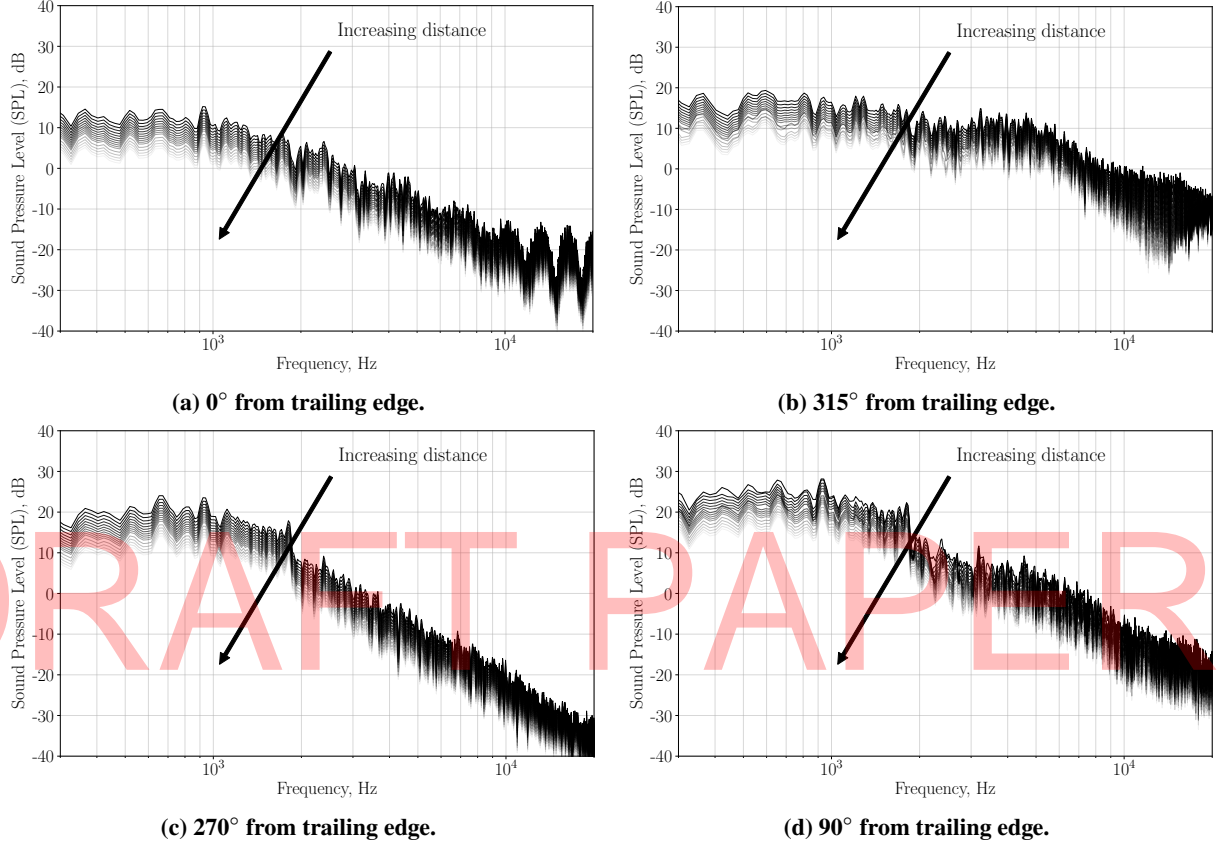 40
30
20
10
0
-10
-20
-30
-40
Sound Pressure Level (SPL), dB
Increasing distance
10³
10⁴
Frequency, Hz
(a) 0° from trailing edge.
40
30
20
10
0
-10
-20
-30
-40
Sound Pressure Level (SPL), dB
Increasing distance
10³
10⁴
Frequency, Hz
(b) 315° from trailing edge.
40
30
20
10
0
-10
-20
-30
-40
Sound Pressure Level (SPL), dB
Increasing distance
10³
10⁴
Frequency, Hz
(c) 270° from trailing edge.
40
30
20
10
0
-10
-20
-30
-40
Sound Pressure Level (SPL), dB
Increasing distance
10³
10⁴
Frequency, Hz
(d) 90° from trailing edge.
DRAFT PAPER